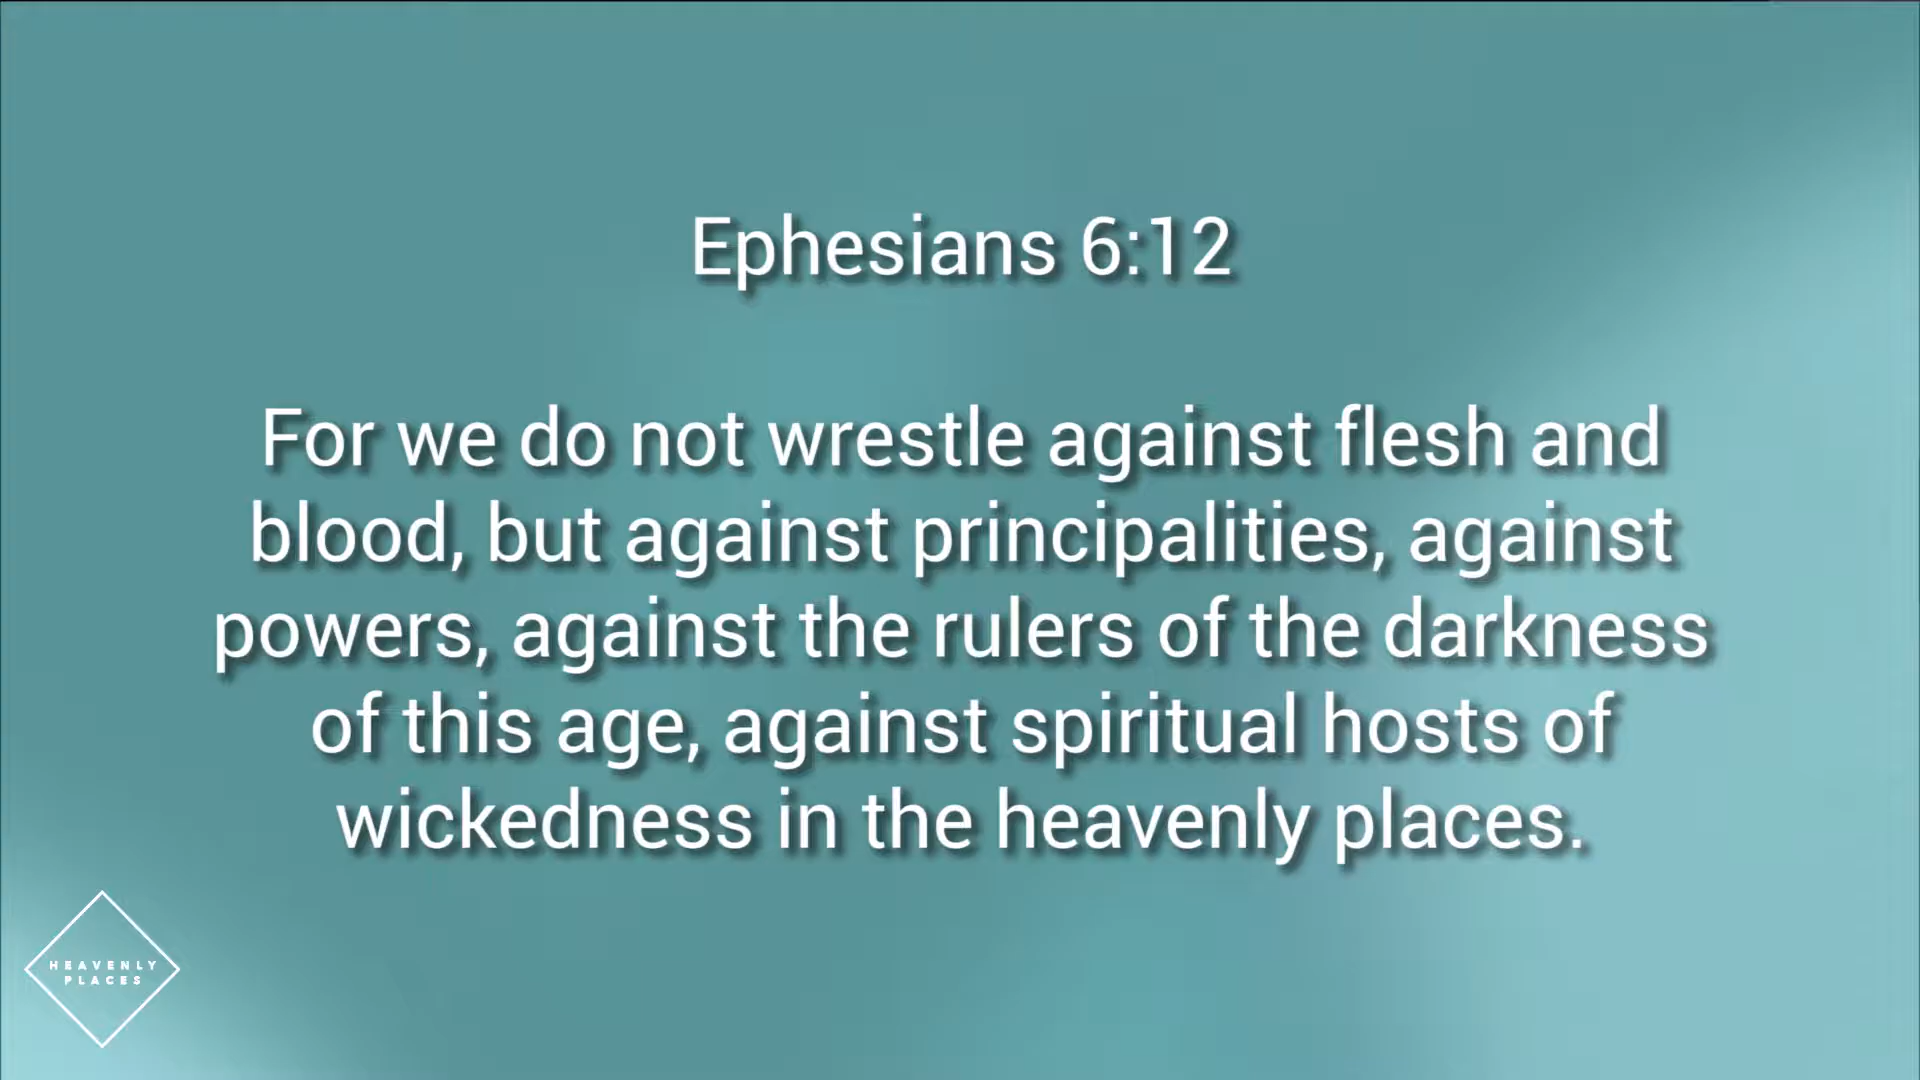 Ephesians 6:12
For we do not wrestle against flesh and
blood, but against principalities, against
powers, against the rulers of the darkness
of this age, against spiritual hosts of
wickedness in the heavenly places.
HEAVENLY
PLACES